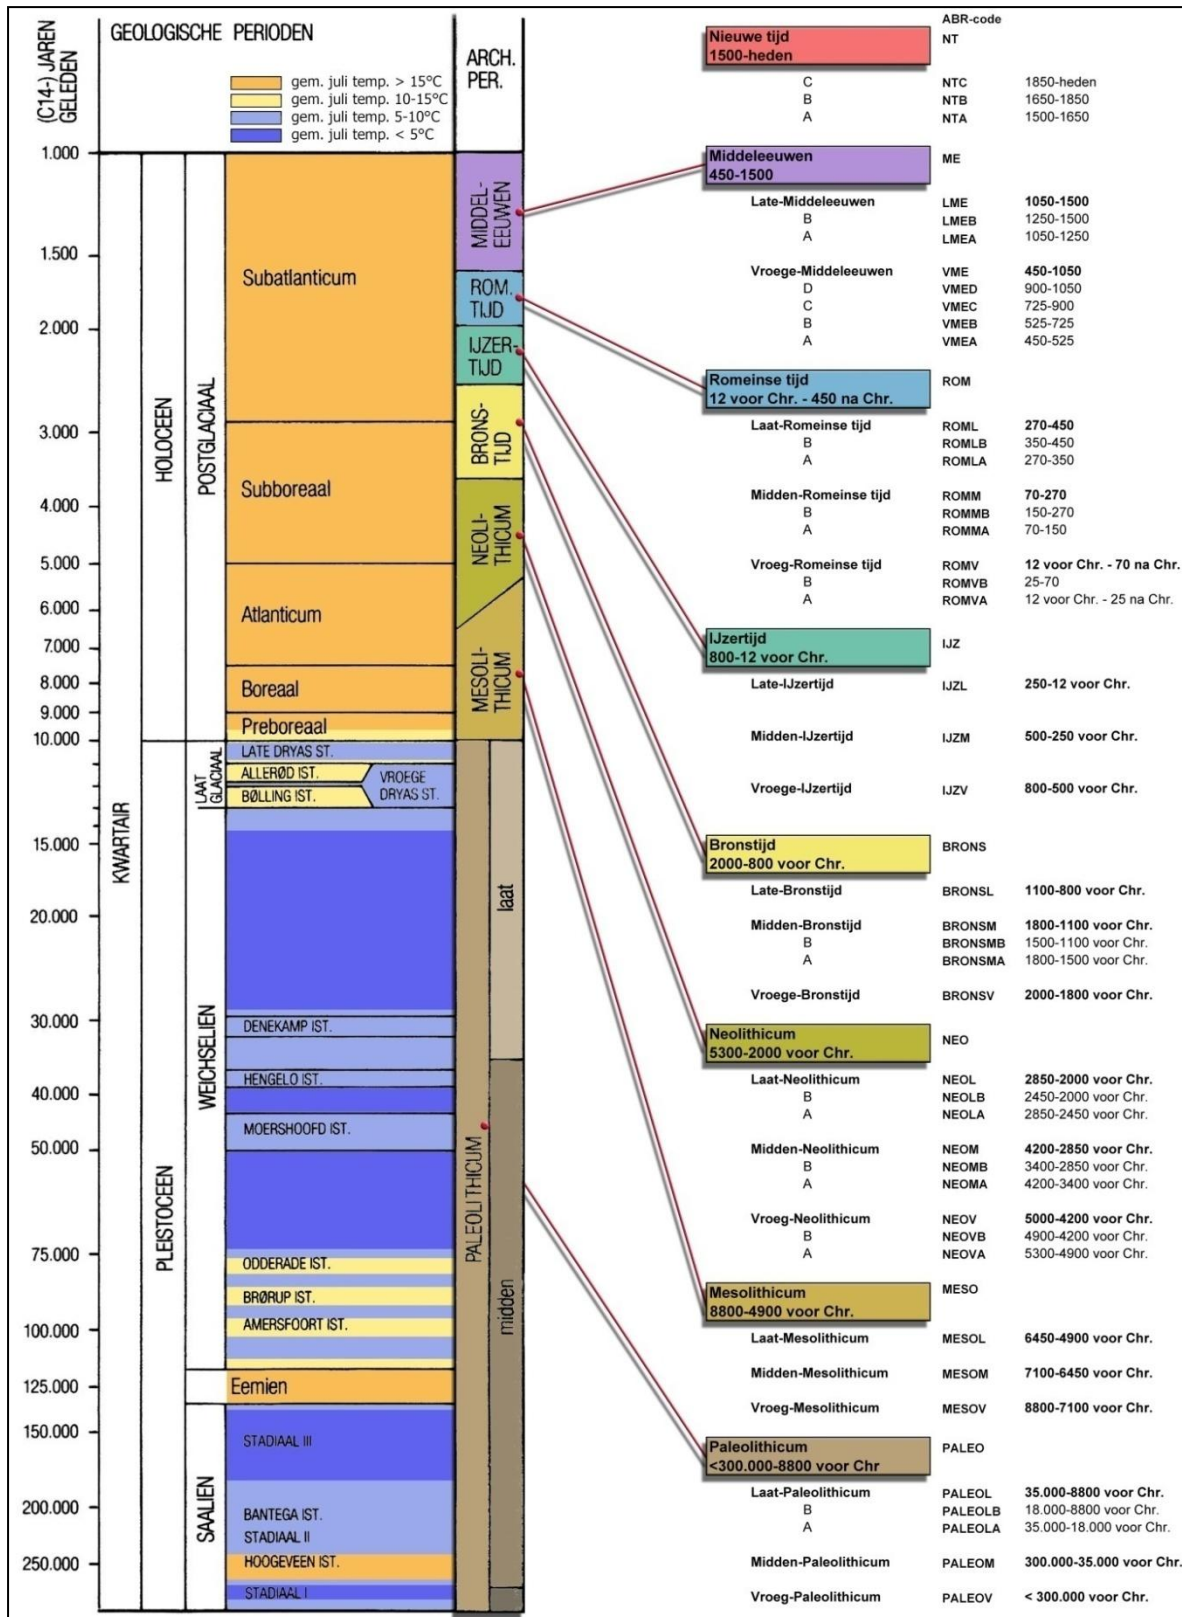 (C14-) JAREN
GELEDEN
GEOLOGISCHE PERIODEN
gem. juli temp. > 15°C
gem. juli temp. 10-15°C
gem. juli temp. 5-10°C
gem. juli temp. < 5°C
ARCH.
PER.
1.000
1.500
2.000
3.000
4.000
5.000
6.000
7.000
8.000
9.000
10.000
15.000
20.000
30.000
40.000
50.000
75.000
100.000
125.000
150.000
200.000
250.000
KWARTAIR
HOLOCEEN
PLEISTOCEEN
POSTGLACIAAL
LAAT
GLACIAAL
WEICHSELIEN
SAALIEN
Subatlanticum
Subboreaal
Atlanticum
Boreaal
Preboreaal
LATE DRYAS ST.
ALLERØD IST.
VROEGE
DRYAS ST.
BØLLING IST.
DENEKAMP IST.
HENGELO IST.
MOERSHOOFD IST.
ODDERADE IST.
BRØRUP IST.
AMERSFOORT IST.
Eemien
STADIAAL III
BANTEGA IST.
STADIAAL II
HOOGEVEEN IST.
STADIAAL I
MIDDEL-
EEUWEN
ROM.
TIJD
IJZER-
TIJD
BRONS-
TIJD
NEOLI-
THICUM
MESOLI-
THICUM
PALEOLITHICUM
laat
midden
ABR-code
Nieuwe tijd NT
1500-heden
C NTC 1850-heden
B NTB 1650-1850
A NTA 1500-1650
Middeleeuwen ME
450-1500
Late-Middeleeuwen LME 1050-1500
B LMEB 1250-1500
A LMEA 1050-1250
Vroege-Middeleeuwen VME 450-1050
D VMED 900-1050
C VMEC 725-900
B VMEB 525-725
A VMEA 450-525
Romeinse tijd ROM
12 voor Chr. - 450 na Chr.
Laat-Romeinse tijd ROML 270-450
B ROMLB 350-450
A ROMLA 270-350
Midden-Romeinse tijd ROMM 70-270
B ROMMB 150-270
A ROMMA 70-150
Vroeg-Romeinse tijd ROMV 12 voor Chr. - 70 na Chr.
B ROMVB 25-70
A ROMVA 12 voor Chr. - 25 na Chr.
IJzertijd IJZ
800-12 voor Chr.
Late-IJzertijd IJZL 250-12 voor Chr.
Midden-IJzertijd IJZM 500-250 voor Chr.
Vroege-IJzertijd IJZV 800-500 voor Chr.
Bronstijd BRONS
2000-800 voor Chr.
Late-Bronstijd BRONSL 1100-800 voor Chr.
Midden-Bronstijd BRONSM 1800-1100 voor Chr.
B BRONSMB 1500-1100 voor Chr.
A BRONSMA 1800-1500 voor Chr.
Vroege-Bronstijd BRONSV 2000-1800 voor Chr.
Neolithicum NEO
5300-2000 voor Chr.
Laat-Neolithicum NEOL 2850-2000 voor Chr.
B NEOLB 2450-2000 voor Chr.
A NEOLA 2850-2450 voor Chr.
Midden-Neolithicum NEOM 4200-2850 voor Chr.
B NEOMB 3400-2850 voor Chr.
A NEOMA 4200-3400 voor Chr.
Vroeg-Neolithicum NEOV 5000-4200 voor Chr.
B NEOVB 4900-4200 voor Chr.
A NEOVA 5300-4900 voor Chr.
Mesolithicum MESO
8800-4900 voor Chr.
Laat-Mesolithicum MESOL 6450-4900 voor Chr.
Midden-Mesolithicum MESOM 7100-6450 voor Chr.
Vroeg-Mesolithicum MESOV 8800-7100 voor Chr.
Paleolithicum PALEO
<300.000-8800 voor Chr
Laat-Paleolithicum PALEOL 35.000-8800 voor Chr.
B PALEOLB 18.000-8800 voor Chr.
A PALEOLA 35.000-18.000 voor Chr.
Midden-Paleolithicum PALEOM 300.000-35.000 voor Chr.
Vroeg-Paleolithicum PALEOV < 300.000 voor Chr.